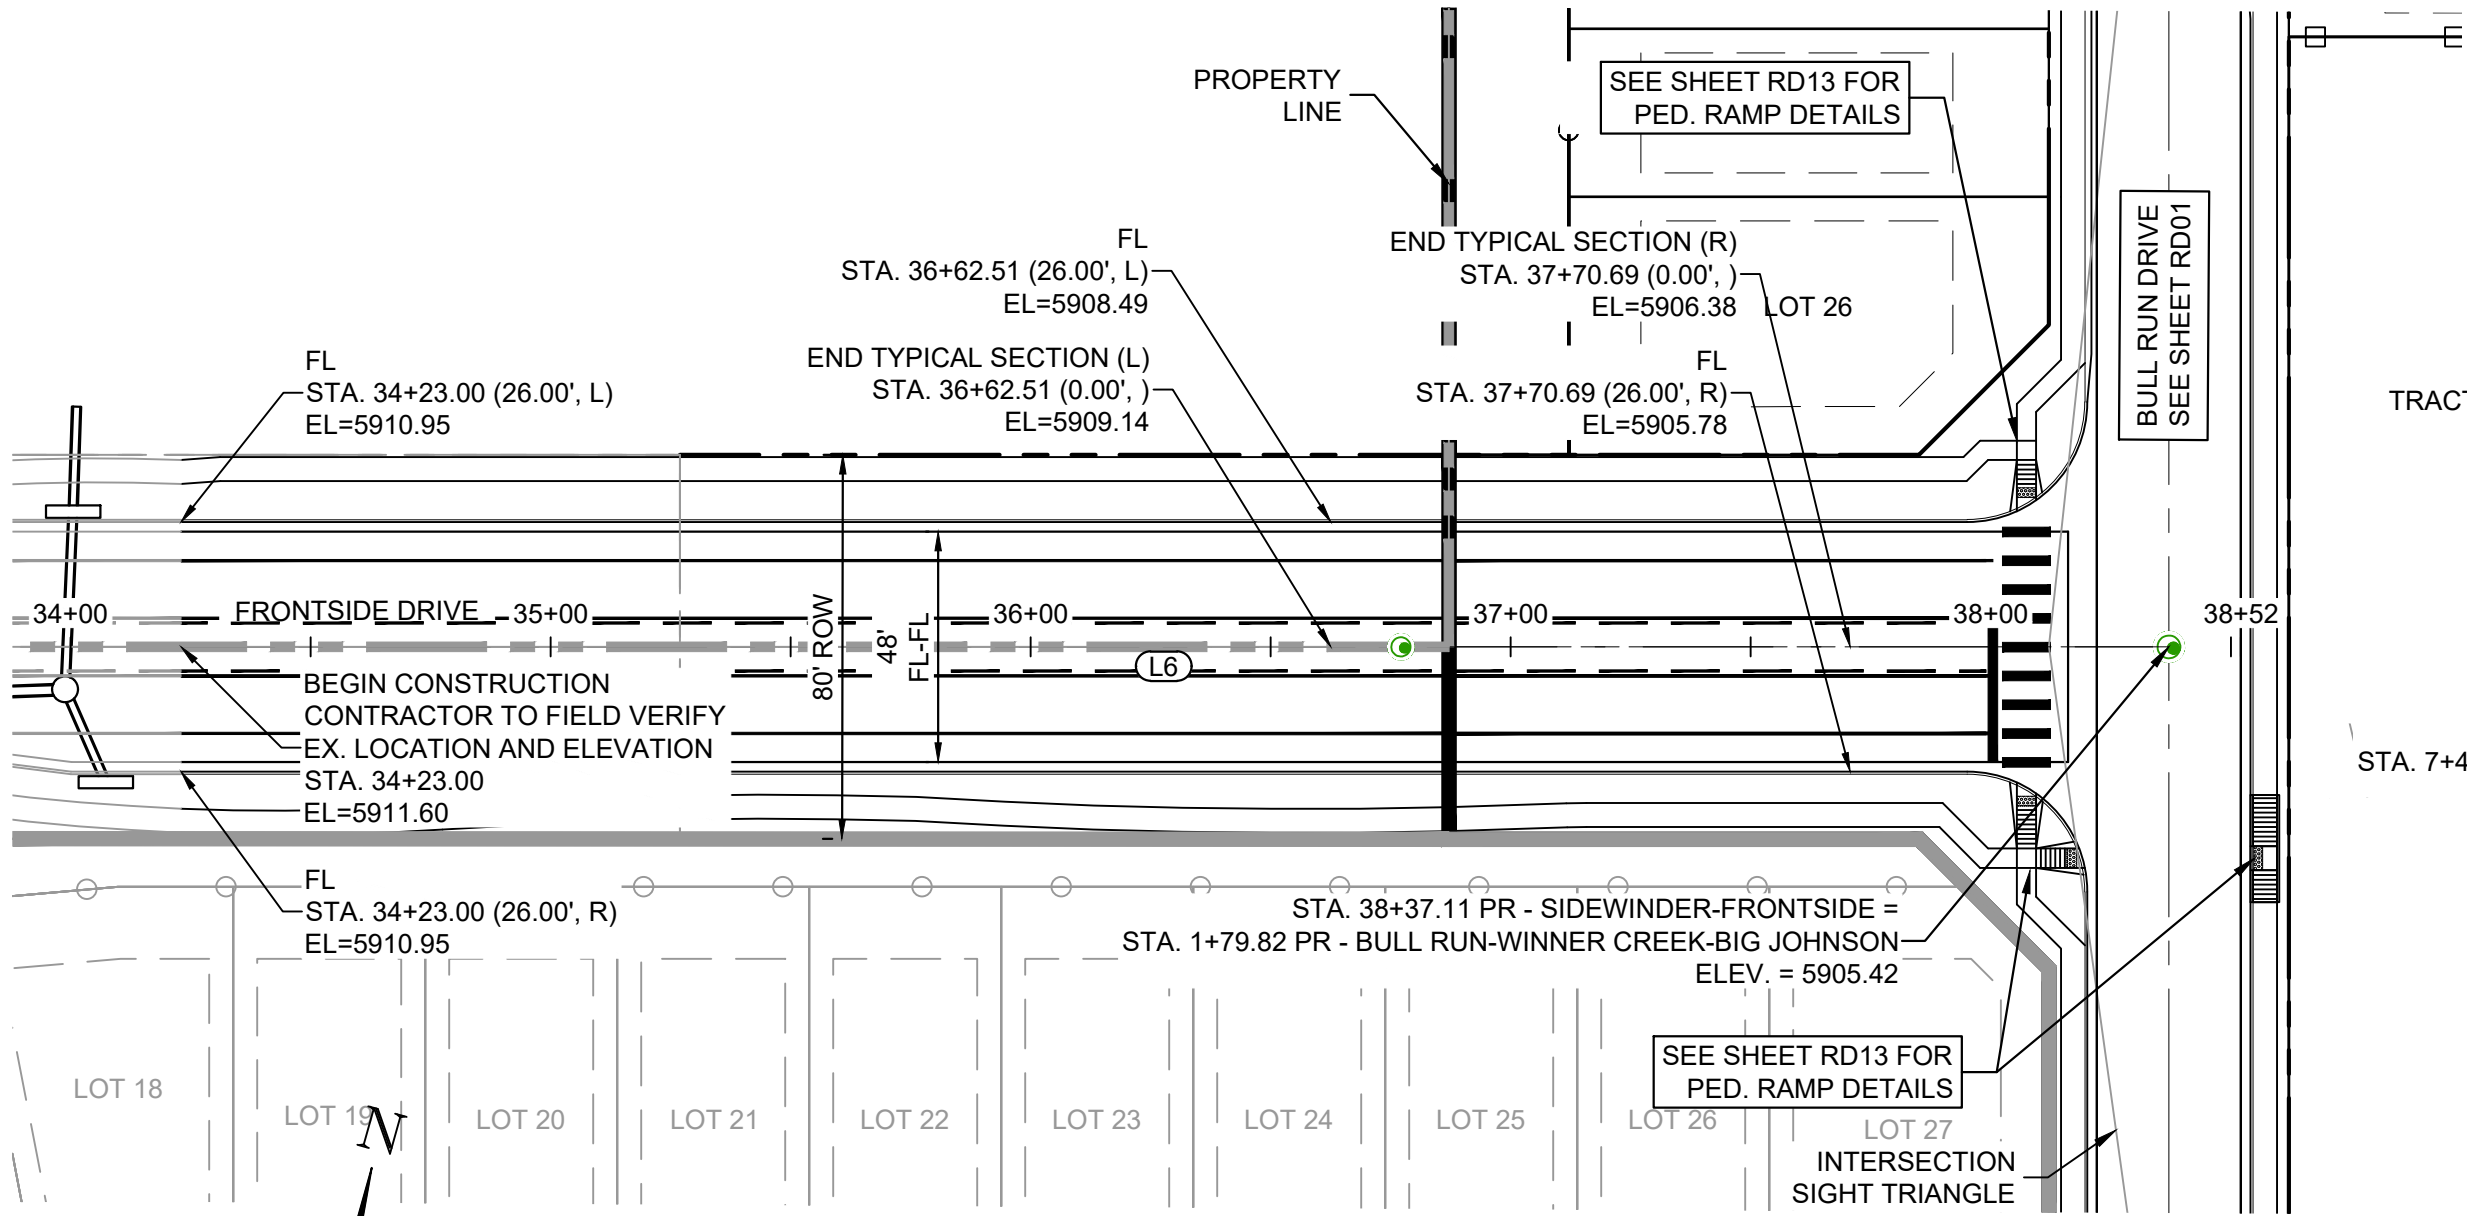 PROPERTY
LINE
SEE SHEET RD13 FOR
PED. RAMP DETAILS
BULL RUN DRIVE
SEE SHEET RD01
FL
STA. 36+62.51 (26.00', L)
EL=5908.49
END TYPICAL SECTION (R)
STA. 37+70.69 (0.00', )
EL=5906.38
LOT 26
FL
STA. 34+23.00 (26.00', L)
EL=5910.95
END TYPICAL SECTION (L)
STA. 36+62.51 (0.00', )
EL=5909.14
FL
STA. 37+70.69 (26.00', R)
EL=5905.78
TRACT
34+00
FRONTSIDE DRIVE
35+00
36+00
37+00
38+00
38+52
80' ROW
48'
FL-FL
L6
BEGIN CONSTRUCTION
CONTRACTOR TO FIELD VERIFY
EX. LOCATION AND ELEVATION
STA. 34+23.00
EL=5911.60
STA. 7+4
FL
STA. 34+23.00 (26.00', R)
EL=5910.95
STA. 38+37.11 PR - SIDEWINDER-FRONTSIDE =
STA. 1+79.82 PR - BULL RUN-WINNER CREEK-BIG JOHNSON
ELEV. = 5905.42
SEE SHEET RD13 FOR
PED. RAMP DETAILS
LOT 18
LOT 19
LOT 20
LOT 21
LOT 22
LOT 23
LOT 24
LOT 25
LOT 26
LOT 27
N
INTERSECTION
SIGHT TRIANGLE